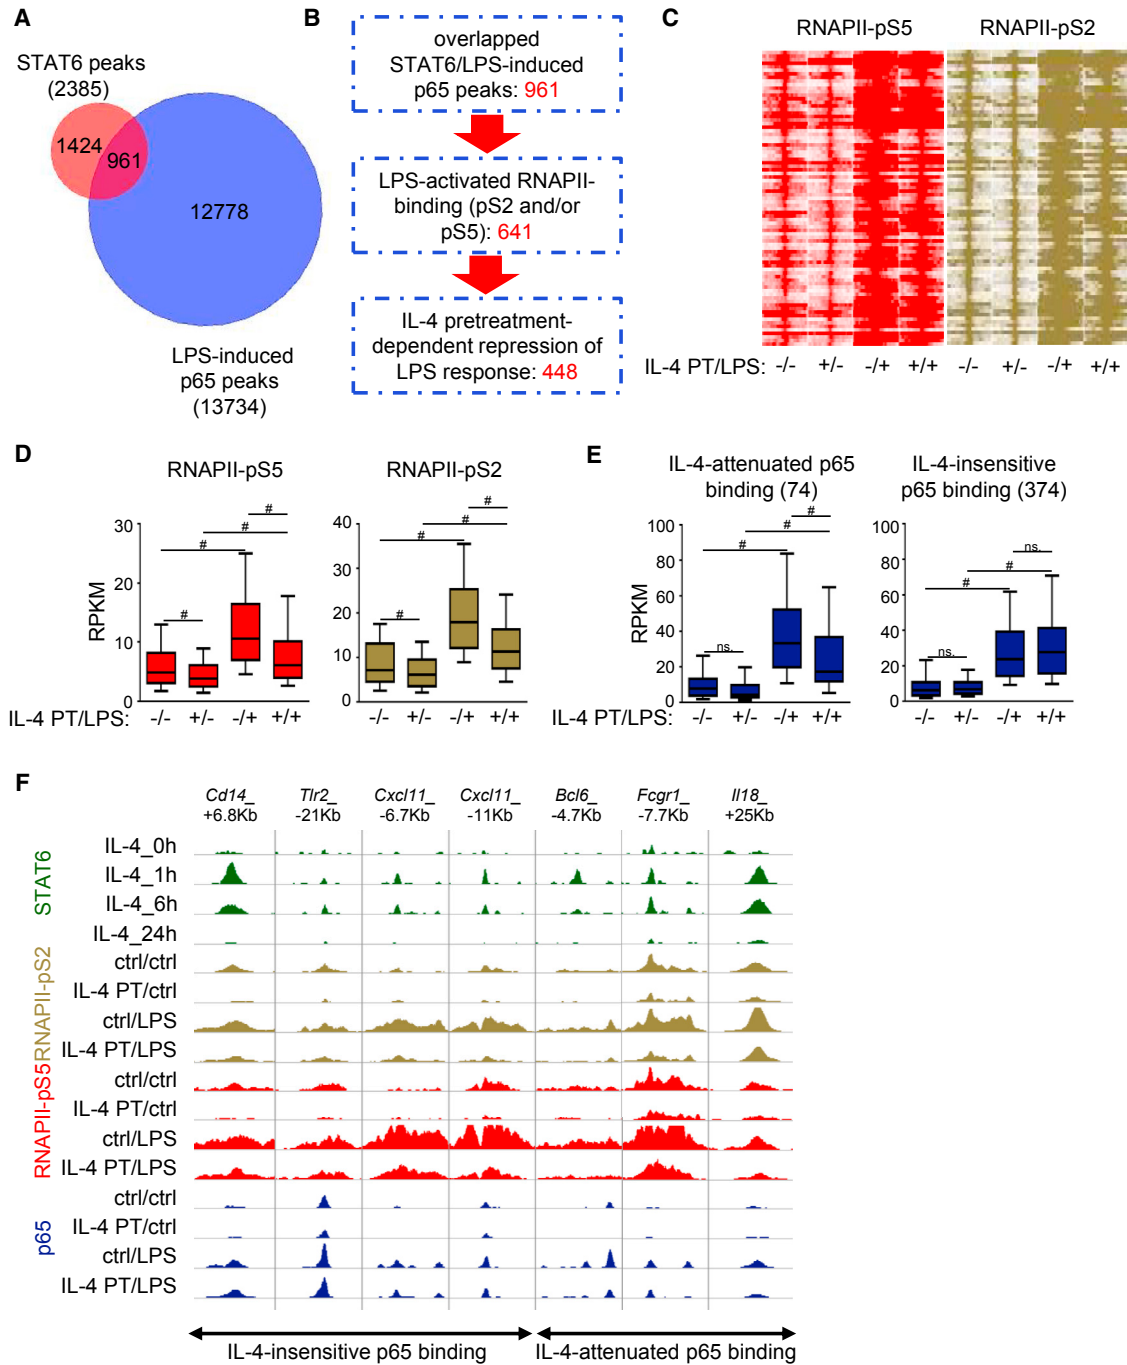 A
STAT6 peaks
(2385)
1424
961
12778
LPS-induced
p65 peaks
(13734)
B
overlapped
STAT6/LPS-induced
p65 peaks: 961
LPS-activated RNAPII-
binding (pS2 and/or
pS5): 641
IL-4 pretreatment-
dependent repression of
LPS response: 448
C
RNAPII-pS5 RNAPII-pS2
IL-4 PT/LPS: -/- +/- -/+ +/+ -/- +/- -/+ +/+
D
RNAPII-pS5
RPKM
30
20
10
0
# # # #
RNAPII-pS2
40
30
20
10
0
# # # #
IL-4 PT/LPS: -/- +/- -/+ +/+ -/- +/- -/+ +/+
E
IL-4-attenuated p65
binding (74)
RPKM
100
80
60
40
20
0
# # # ns.
IL-4-insensitive
p65 binding (374)
100
80
60
40
20
0
ns. # # ns.
IL-4 PT/LPS: -/- +/- -/+ +/+ -/- +/- -/+ +/+
F
Cd14_ Tlr2_ Cxcl11_ Cxcl11_ Bcl6_ Fcgr1_ Il18_
+6.8Kb -21Kb -6.7Kb -11Kb -4.7Kb -7.7Kb +25Kb
STAT6
IL-4_0h
IL-4_1h
IL-4_6h
IL-4_24h
RNAPII-pS2
ctrl/ctrl
IL-4 PT/ctrl
ctrl/LPS
IL-4 PT/LPS
RNAPII-pS5
ctrl/ctrl
IL-4 PT/ctrl
ctrl/LPS
IL-4 PT/LPS
p65
ctrl/ctrl
IL-4 PT/ctrl
ctrl/LPS
IL-4 PT/LPS
IL-4-insensitive p65 binding IL-4-attenuated p65 binding